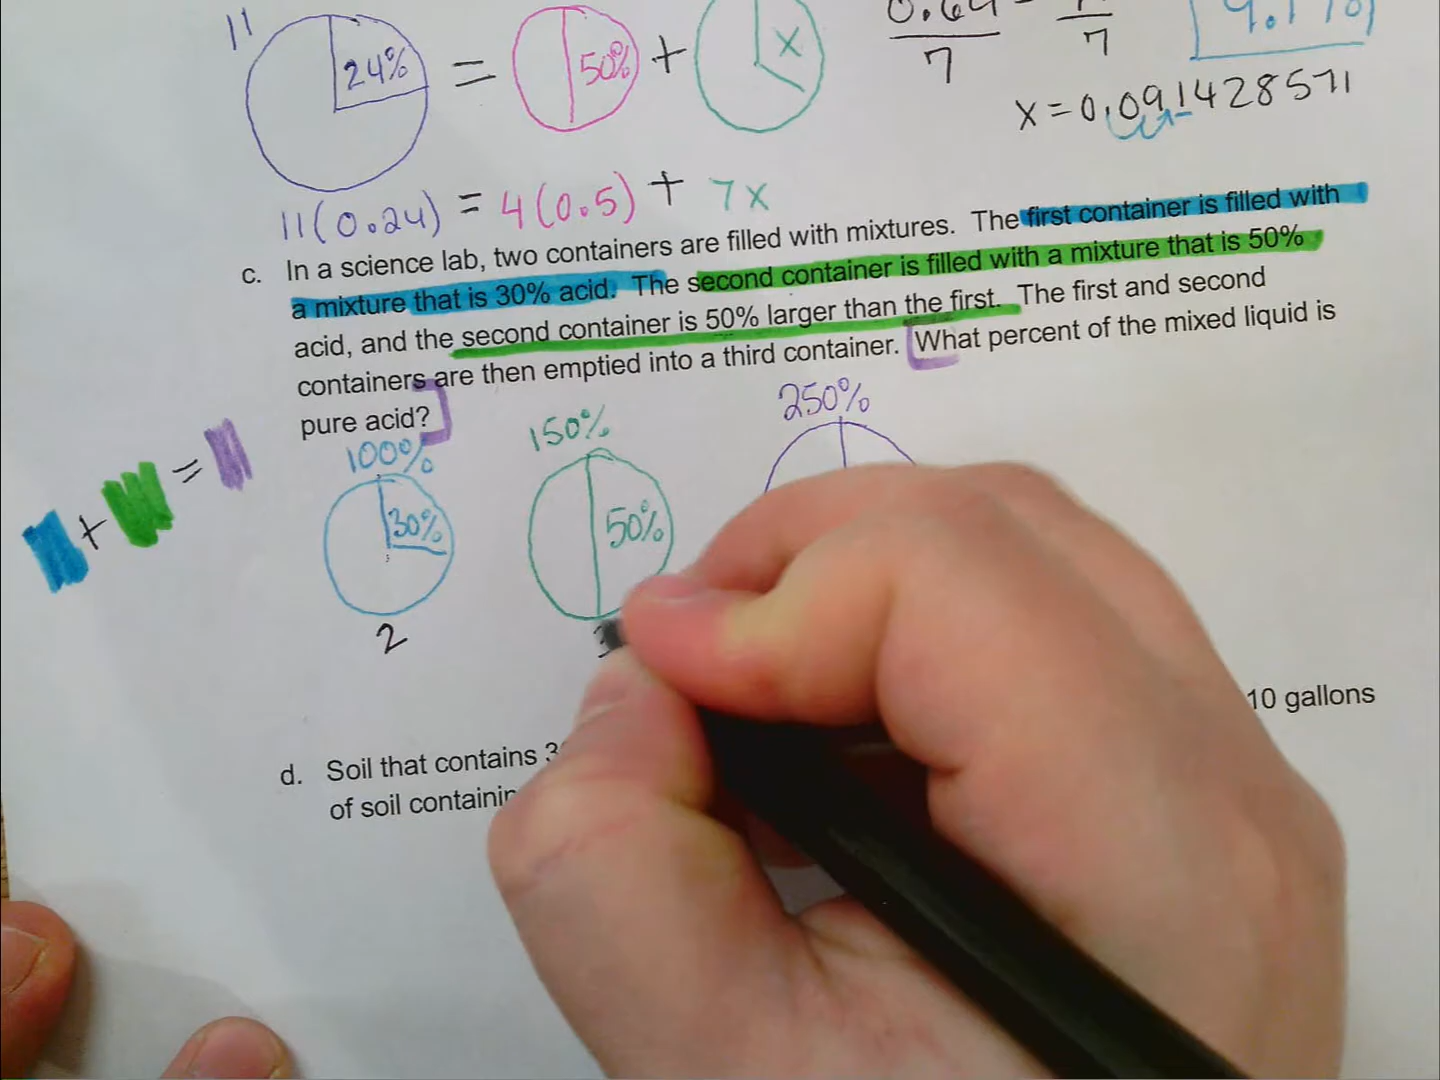 11
24% = 50% + x
7
7
x = 0.091428571
11(0.24) = 4(0.5) + 7x
c. In a science lab, two containers are filled with mixtures. The first container is filled with
a mixture that is 30% acid. The second container is filled with a mixture that is 50%
acid, and the second container is 50% larger than the first. The first and second
containers are then emptied into a third container. What percent of the mixed liquid is
pure acid?
100% 150% 250%
+ =
30% 50%
2
10 gallons
d. Soil that contains
of soil